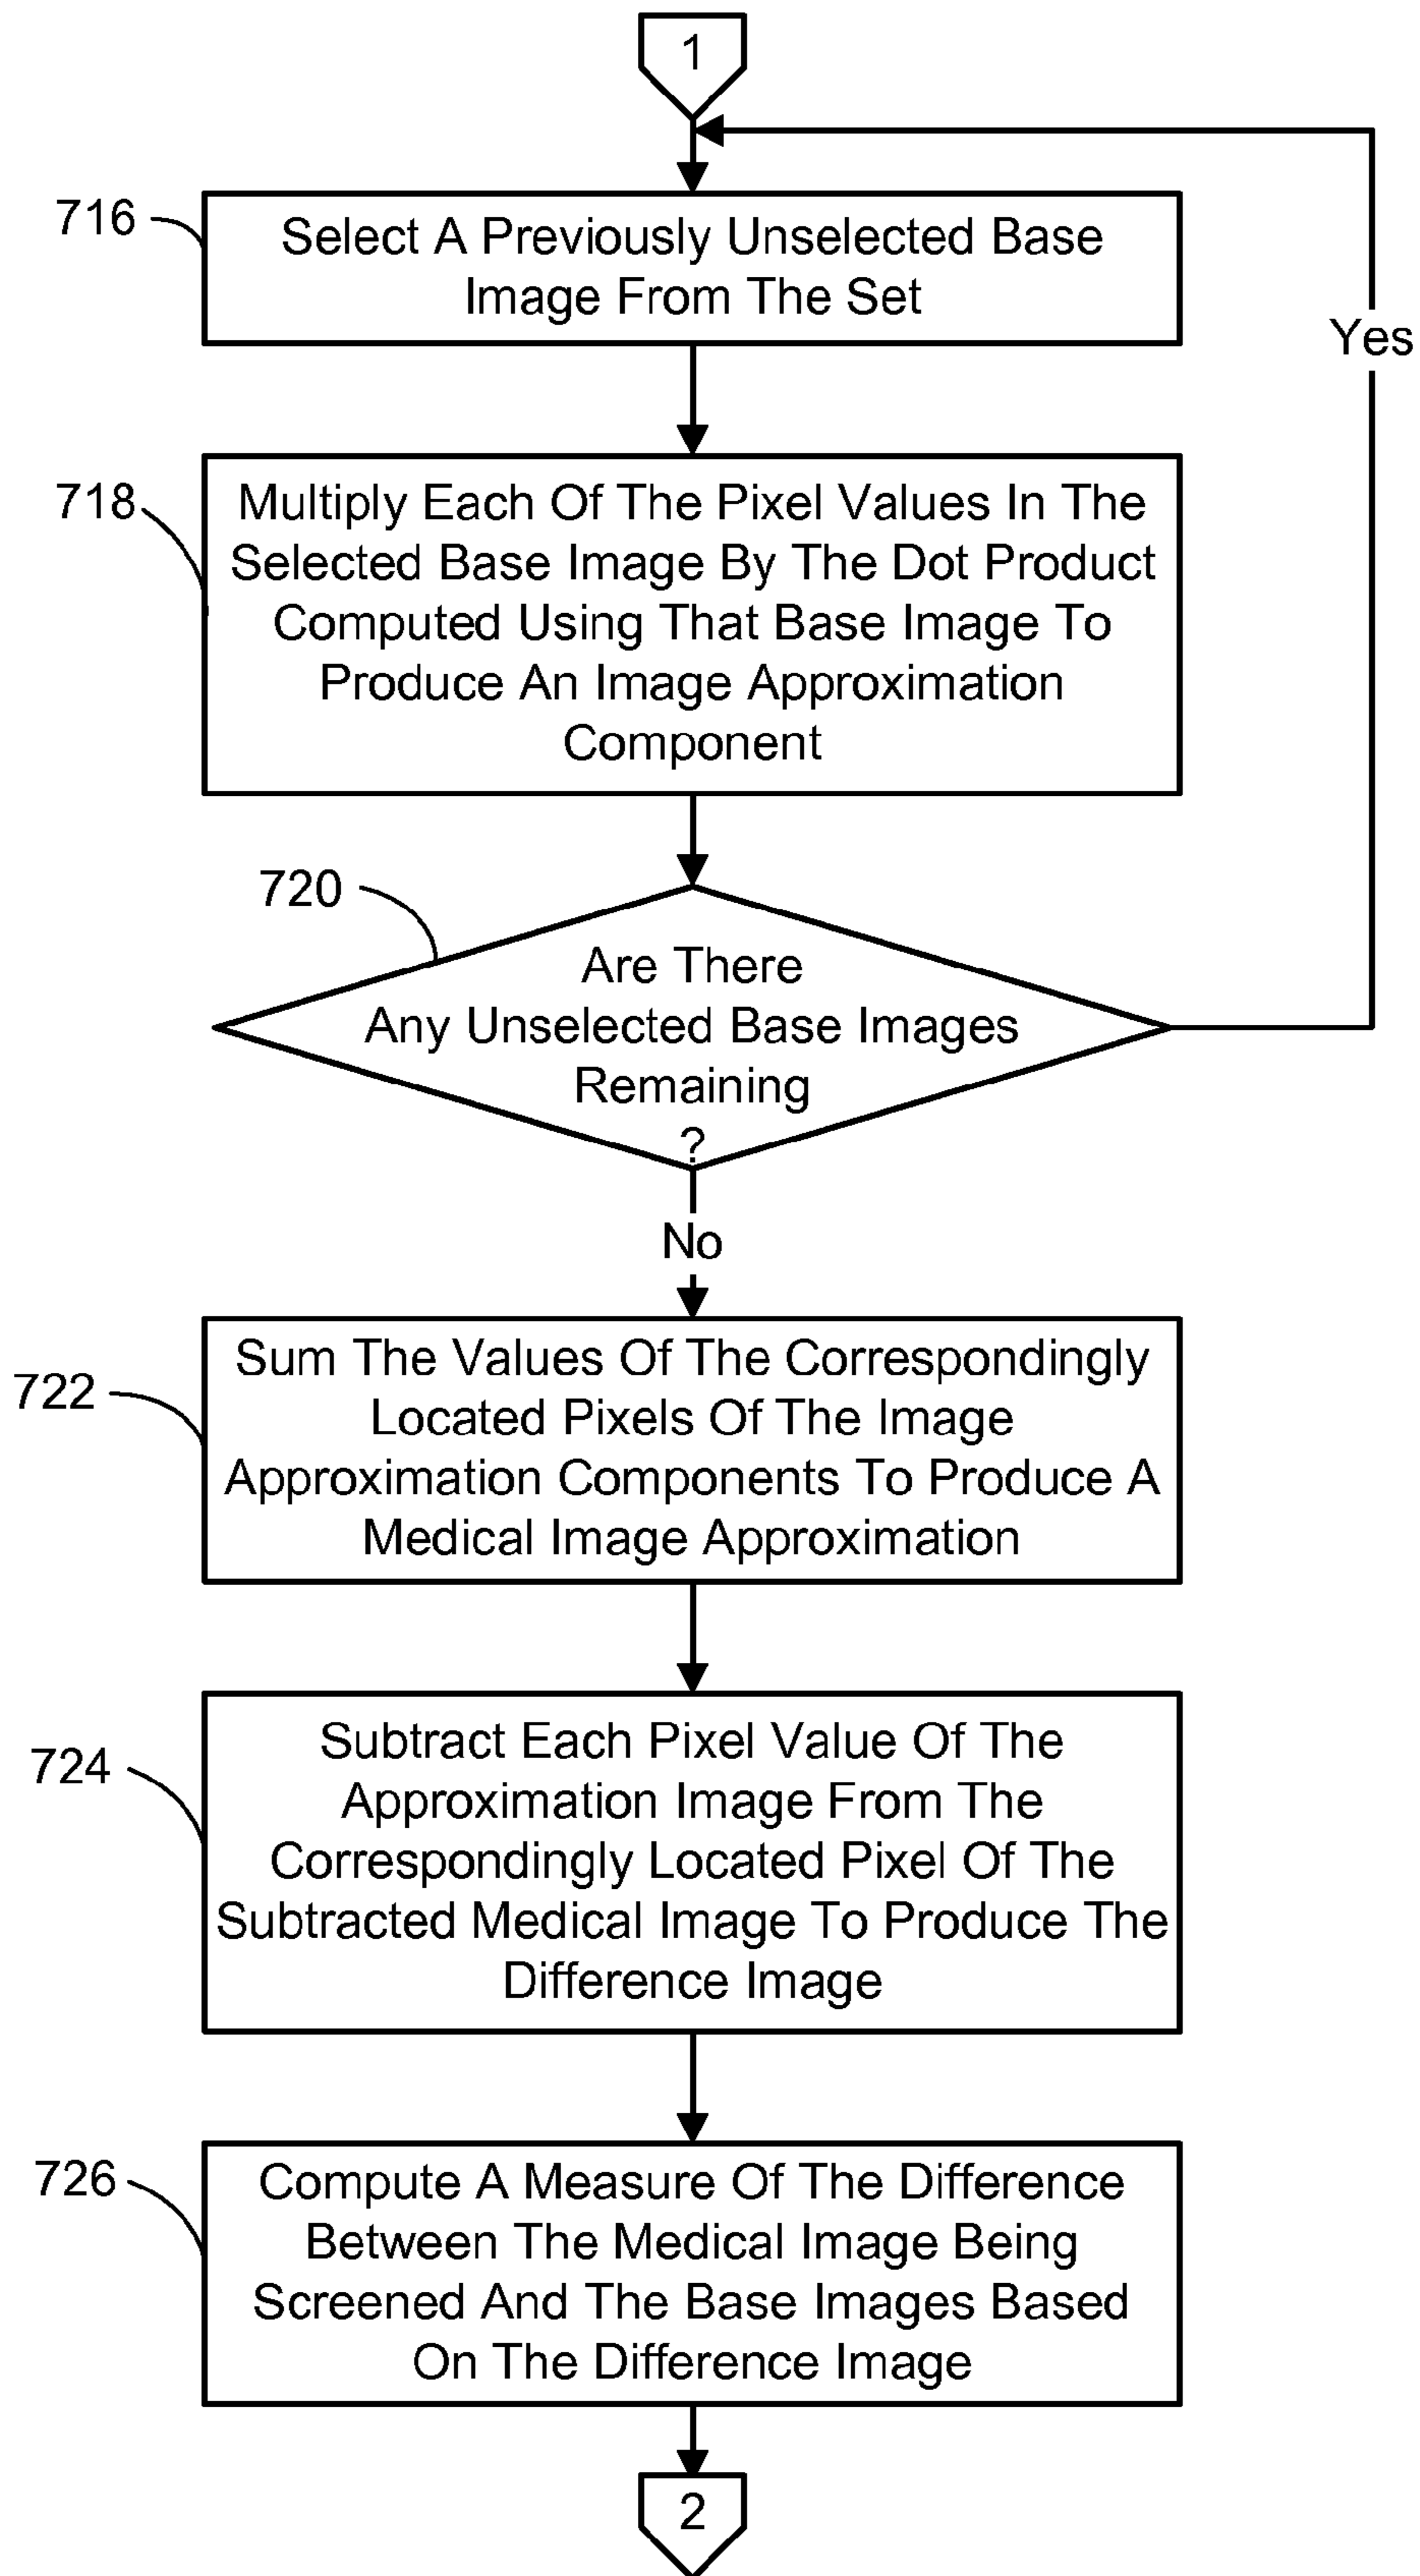 1
716
Select A Previously Unselected Base
Image From The Set
Yes
718
Multiply Each Of The Pixel Values In The
Selected Base Image By The Dot Product
Computed Using That Base Image To
Produce An Image Approximation
Component
720
Are There
Any Unselected Base Images
Remaining
?
No
722
Sum The Values Of The Correspondingly
Located Pixels Of The Image
Approximation Components To Produce A
Medical Image Approximation
724
Subtract Each Pixel Value Of The
Approximation Image From The
Correspondingly Located Pixel Of The
Subtracted Medical Image To Produce The
Difference Image
726
Compute A Measure Of The Difference
Between The Medical Image Being
Screened And The Base Images Based
On The Difference Image
2